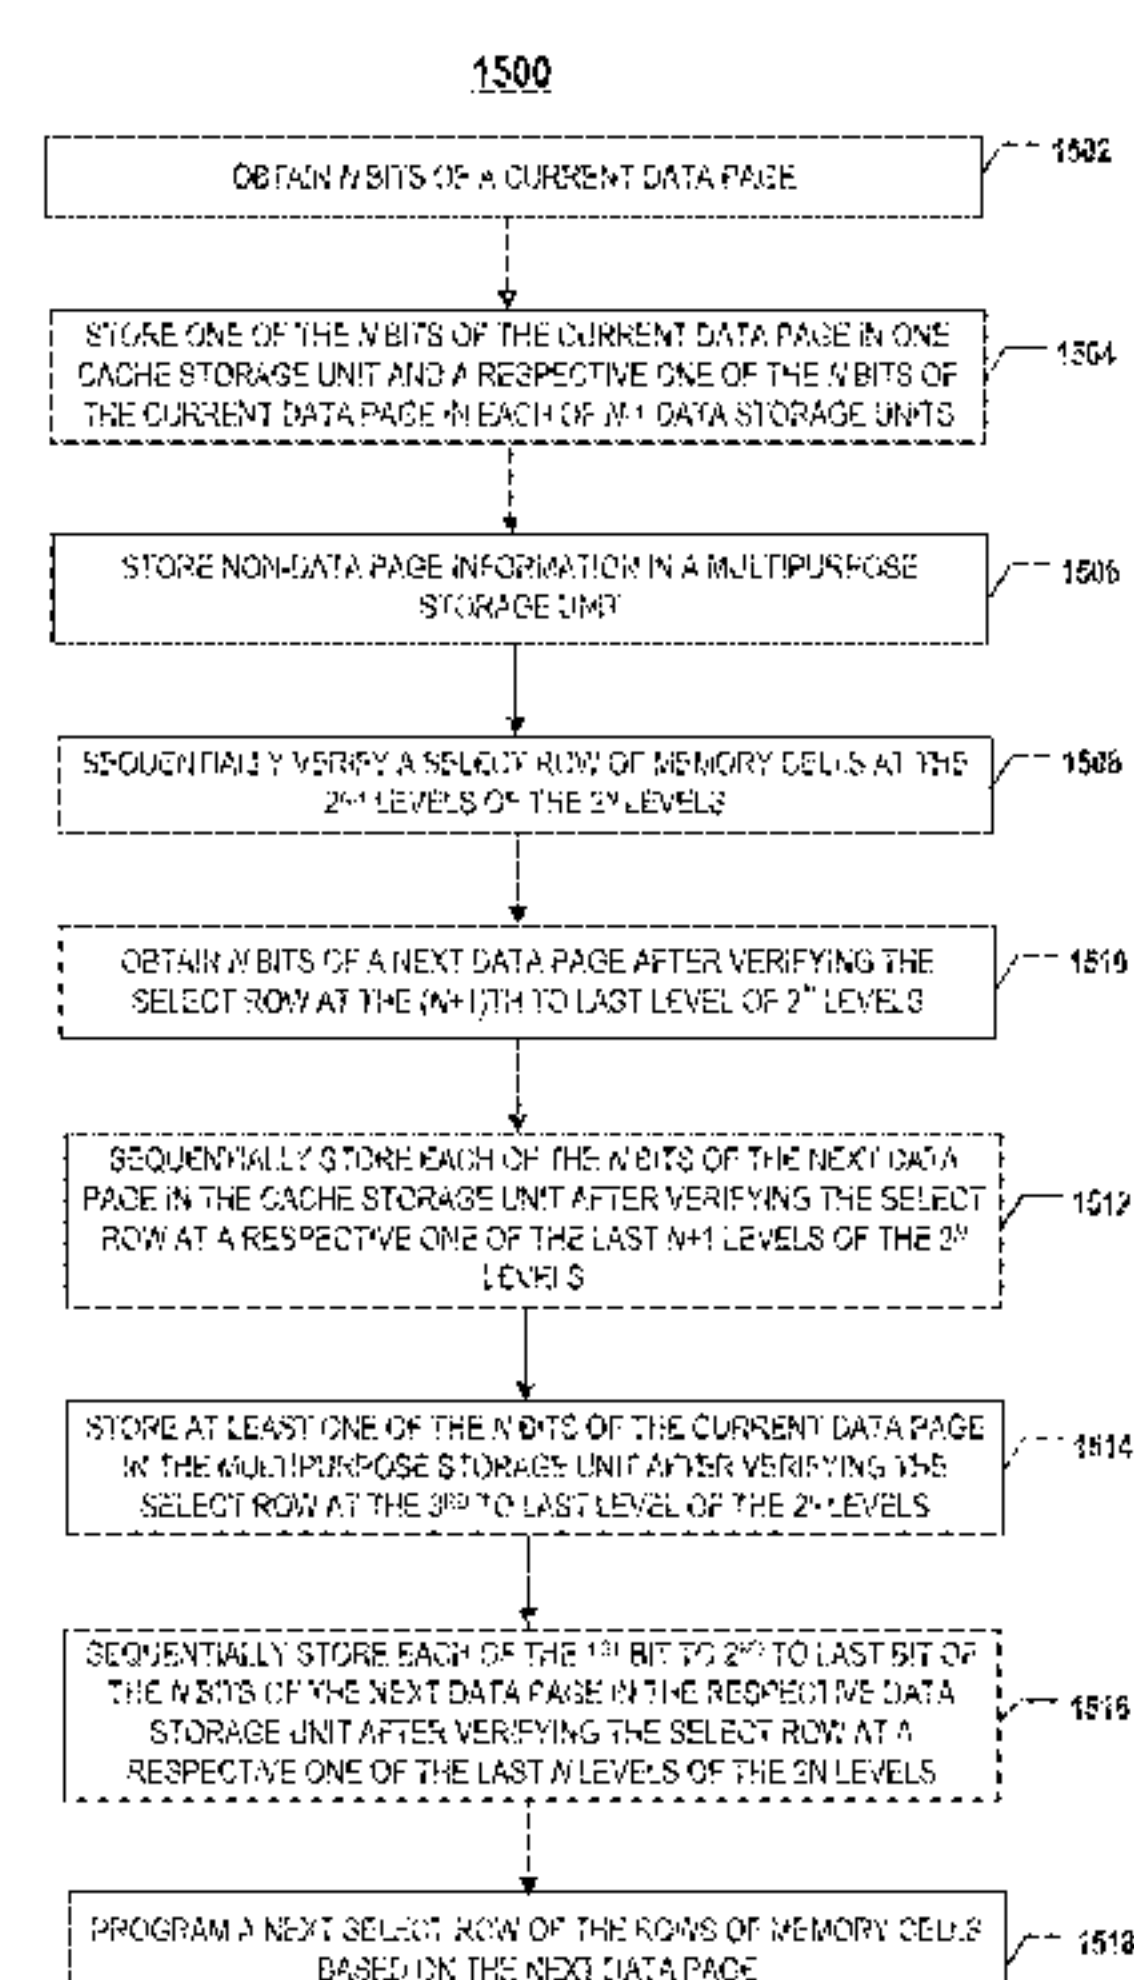 1500
OBTAIN N BITS OF A CURRENT DATA PAGE
1502
STORE ONE OF THE N BITS OF THE CURRENT DATA PAGE IN ONE
CACHE STORAGE UNIT AND A RESPECTIVE ONE OF THE N BITS OF
THE CURRENT DATA PAGE IN EACH OF N-1 DATA STORAGE UNITS
1504
STORE NON-DATA PAGE INFORMATION IN A MULTIPURPOSE
STORAGE UNIT
1506
SEQUENTIALLY VERIFY A SELECT ROW OF MEMORY CELLS AT THE
LEVELS OF THE 2ᴺ LEVELS
1508
OBTAIN N BITS OF A NEXT DATA PAGE AFTER VERIFYING THE
SELECT ROW AT THE (N+1)TH TO LAST LEVEL OF 2ᴺ LEVELS
1510
SEQUENTIALLY STORE EACH OF THE N BITS OF THE NEXT DATA
PAGE IN THE CACHE STORAGE UNIT AFTER VERIFYING THE SELECT
ROW AT A RESPECTIVE ONE OF THE LAST N+1 LEVELS OF THE 2ᴺ
LEVELS
1512
STORE AT LEAST ONE OF THE N BITS OF THE CURRENT DATA PAGE
IN THE MULTIPURPOSE STORAGE UNIT AFTER VERIFYING THE
SELECT ROW AT THE 3ᴿᴰ TO LAST LEVEL OF THE 2ᴺ LEVELS
1514
SEQUENTIALLY STORE EACH OF THE 1ˢᵀ BIT TO 2ᴺᴰ TO LAST BIT OF
THE N BITS OF THE NEXT DATA PAGE IN THE RESPECTIVE DATA
STORAGE UNIT AFTER VERIFYING THE SELECT ROW AT A
RESPECTIVE ONE OF THE LAST N LEVELS OF THE 2N LEVELS
1516
PROGRAM A NEXT SELECT ROW OF THE ROWS OF MEMORY CELLS
BASED ON THE NEXT DATA PAGE
1518